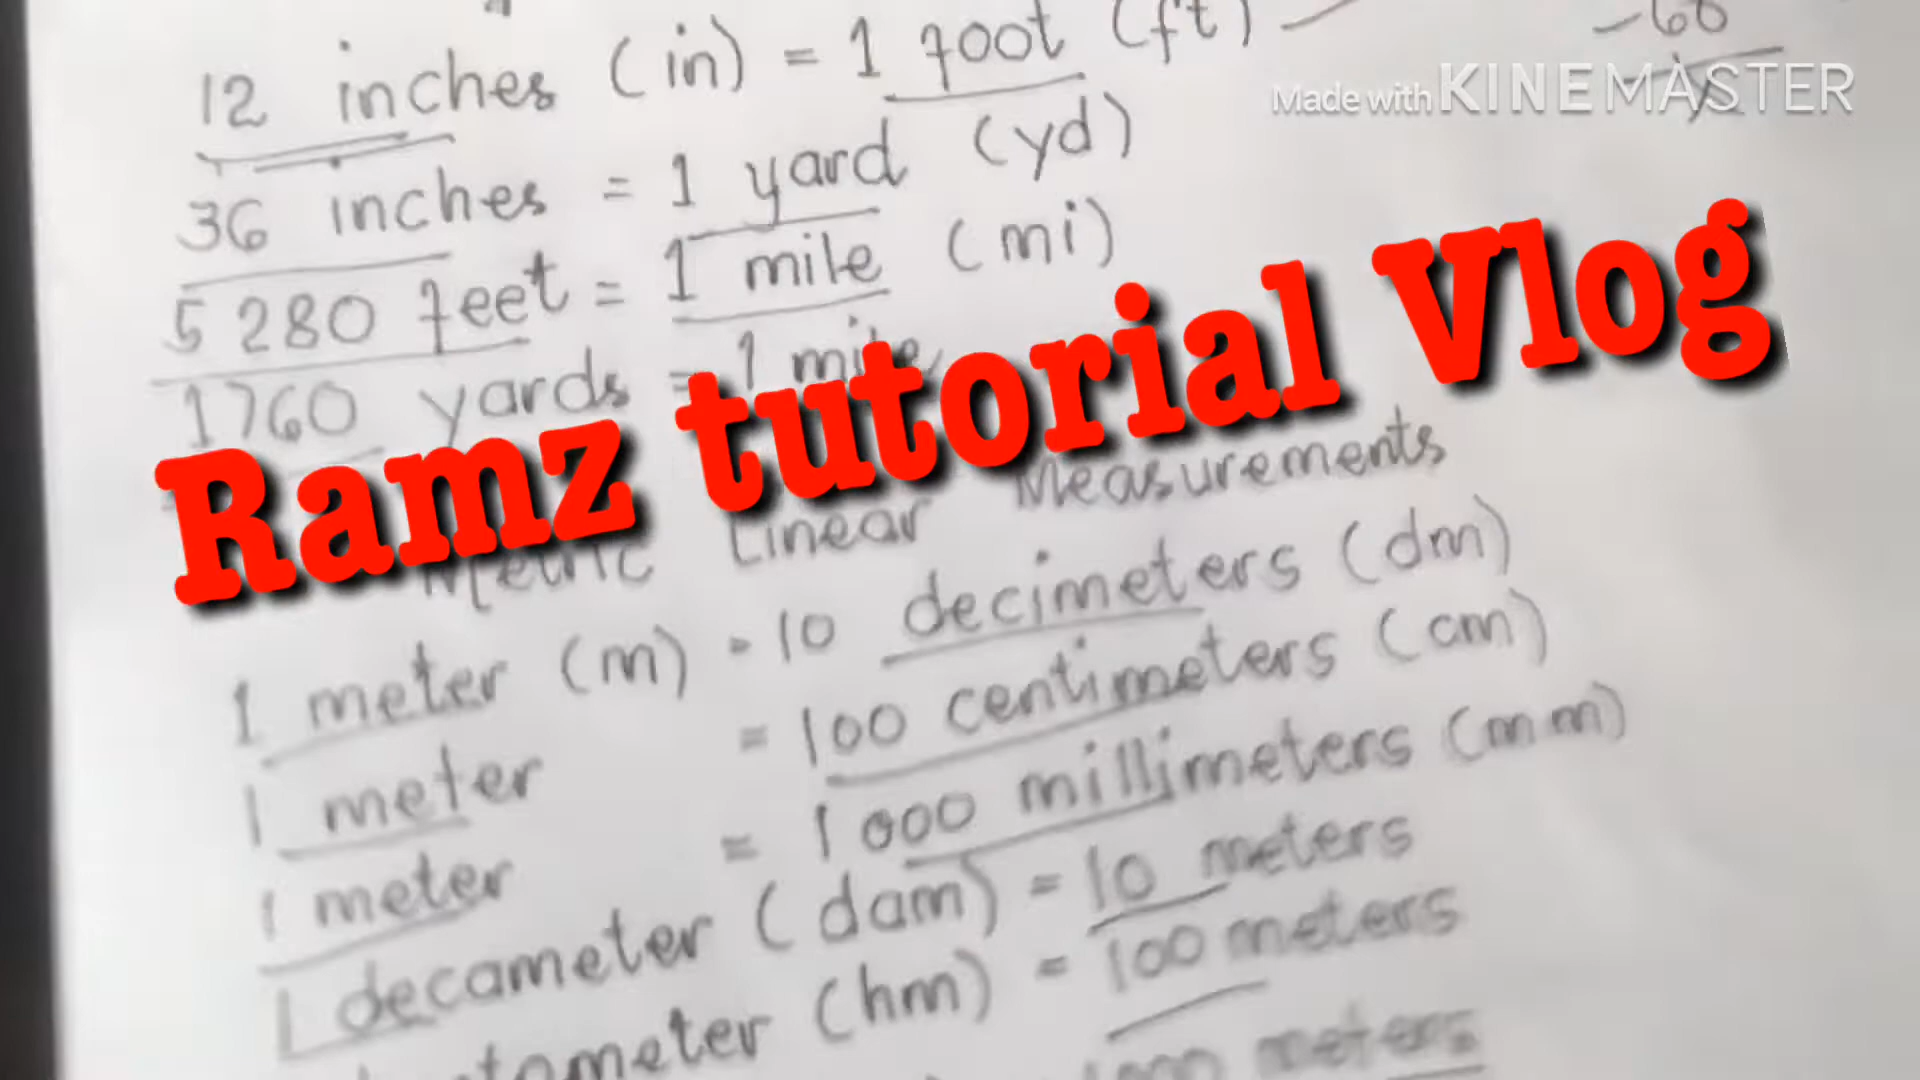 12 inches (in) = 1 foot (ft)
-60
Made with KINEMASTER
36 inches = 1 yard (yd)
5 280 feet = 1 mile (mi)
1760 yards = 1 mile
Ramz tutorial Vlog
Metric Linear Measurements
1 meter (m) = 10 decimeters (dm)
1 meter = 100 centimeters (cm)
1 meter = 1 000 millimeters (mm)
1 decameter (dam) = 10 meters
(hm) = 100 meters
meters